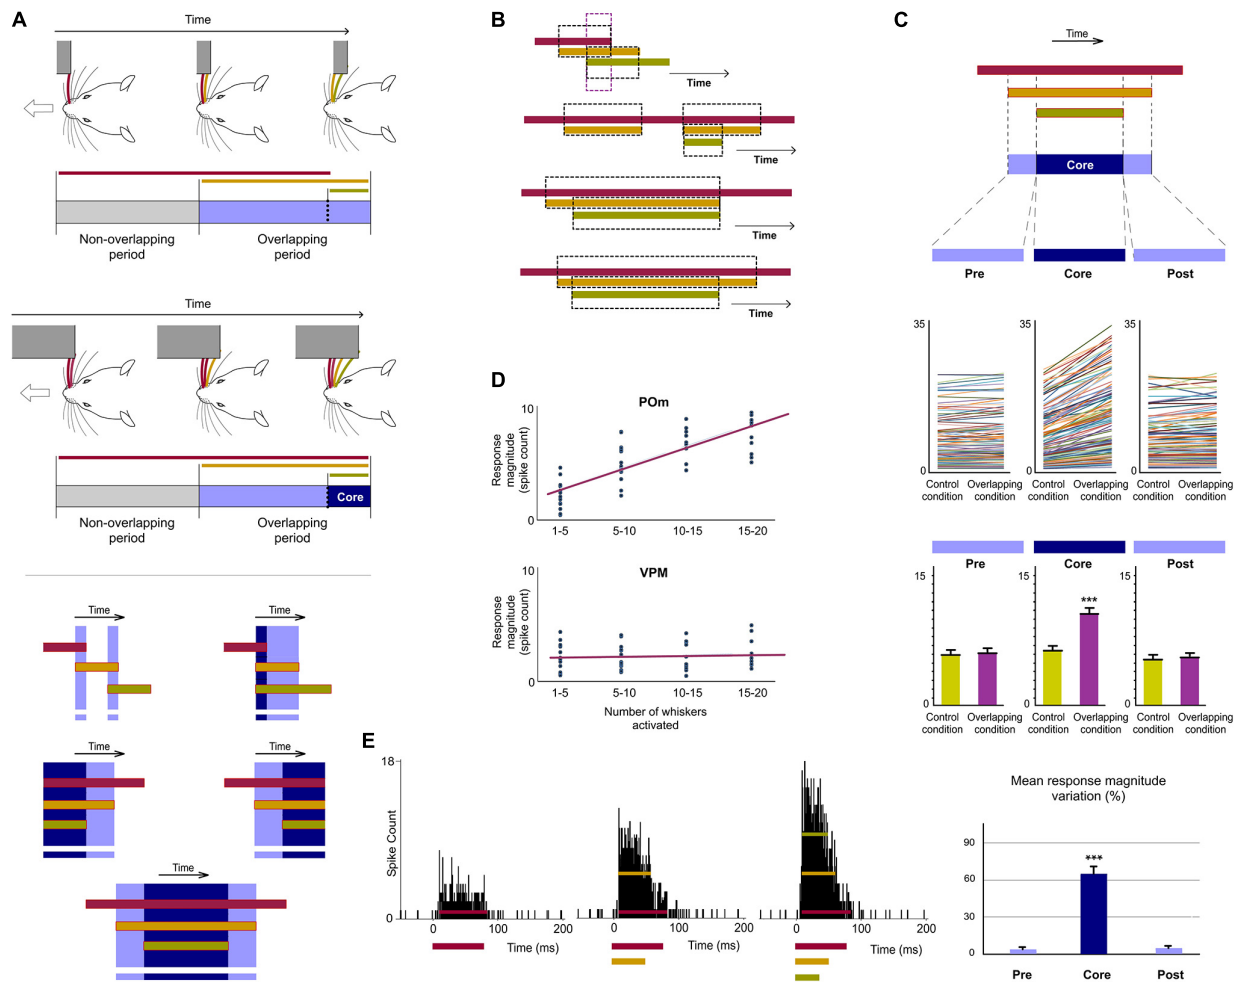 A
Time
Non-overlapping
period
Overlapping
period
Time
Core
Non-overlapping
period
Overlapping
period
Time
Time
Time
Time
Time
B
Time
Time
Time
Time
C
Time
Core
Pre
Core
Post
35
0
Control
condition
Overlapping
condition
35
0
Control
condition
Overlapping
condition
35
0
Control
condition
Overlapping
condition
Pre
Core
Post
15
0
Control
condition
Overlapping
condition
***
Control
condition
Overlapping
condition
15
0
Control
condition
Overlapping
condition
Mean response magnitude
variation (%)
90
60
30
0
***
Pre
Core
Post
D
POm
Response
magnitude
(spike count)
10
0
1-5
5-10
10-15
15-20
VPM
Response
magnitude
(spike count)
10
0
1-5
5-10
10-15
15-20
Number of whiskers
activated
E
Spike Count
18
0
0
100
200
Time (ms)
0
100
200
Time (ms)
0
100
200
Time (ms)